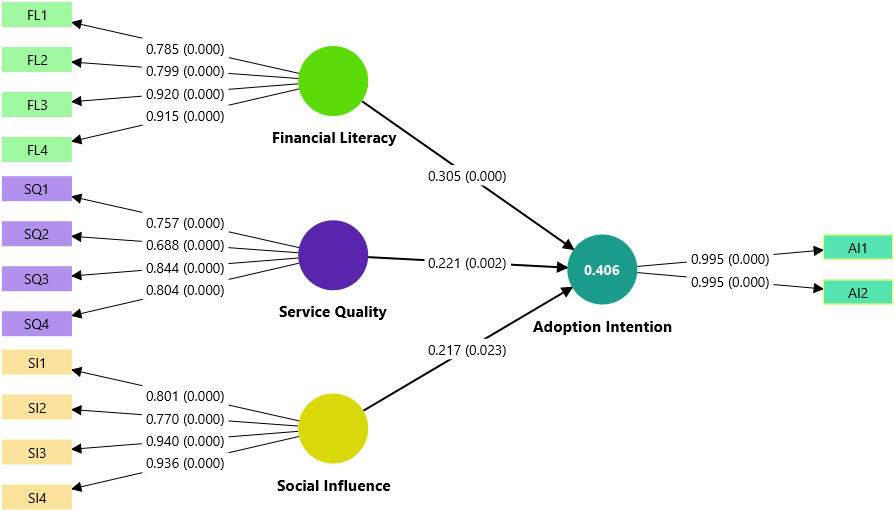 FL1
FL2
FL3
FL4
0.785 (0.000)
0.799 (0.000)
0.920 (0.000)
0.915 (0.000)
Financial Literacy
SQ1
SQ2
SQ3
SQ4
0.757 (0.000)
0.688 (0.000)
0.844 (0.000)
0.804 (0.000)
Service Quality
SI1
SI2
SI3
SI4
0.801 (0.000)
0.770 (0.000)
0.940 (0.000)
0.936 (0.000)
Social Influence
0.305 (0.000)
0.221 (0.002)
0.217 (0.023)
0.406
Adoption Intention
0.995 (0.000)
0.995 (0.000)
AI1
AI2